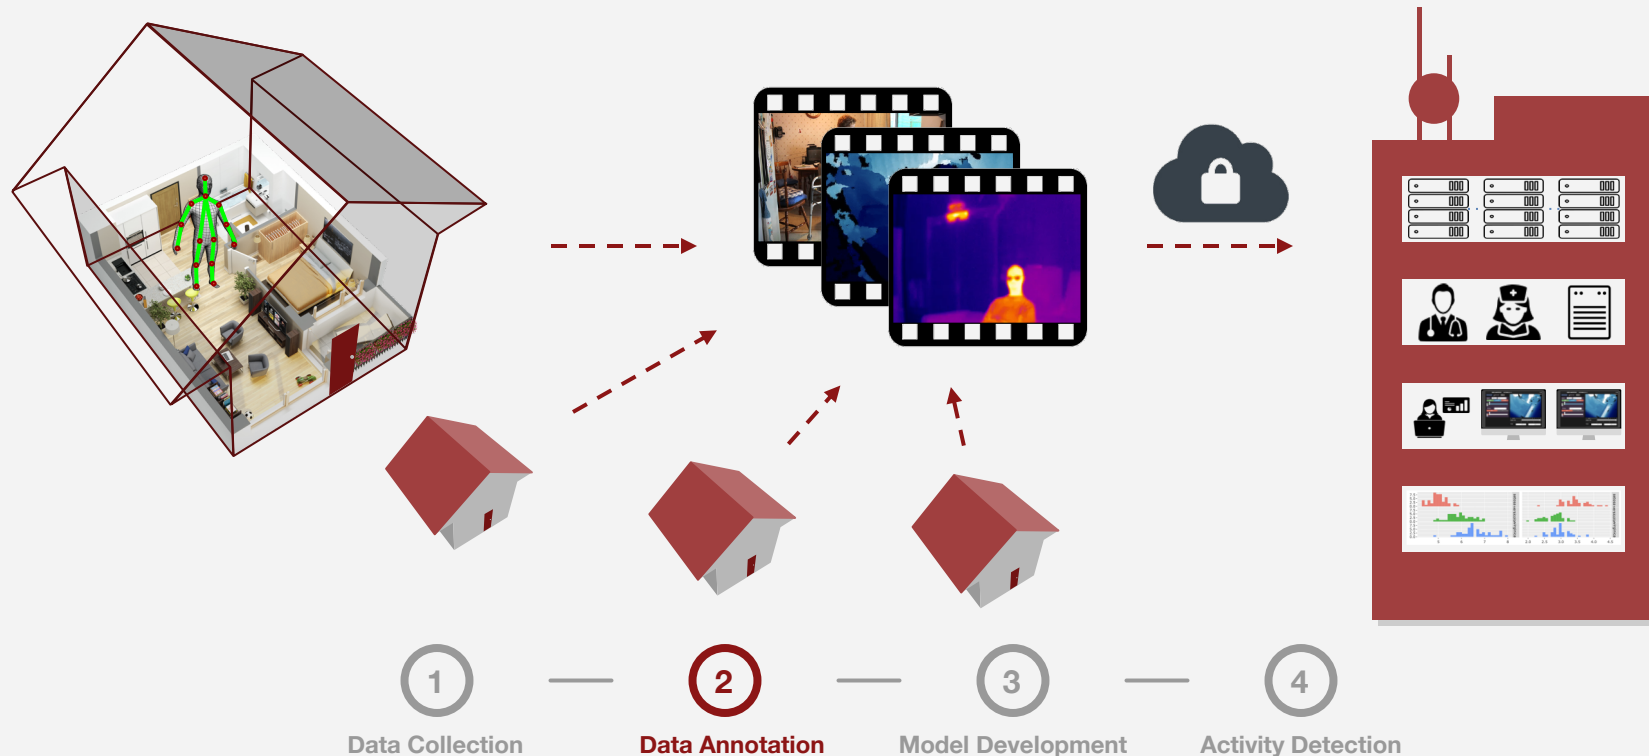 1
2
3
4
Data Collection
Data Annotation
Model Development
Activity Detection